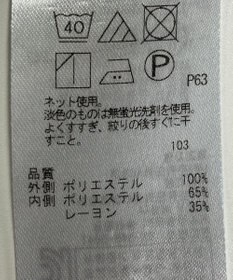 40
P
P63
ネット使用。
淡色のものは無蛍光洗剤を使用。
よくすすぎ、絞りの後すぐに干
すこと。
103
品質
外側 ポリエステル 100%
内側 ポリエステル 65%
レーヨン 35%